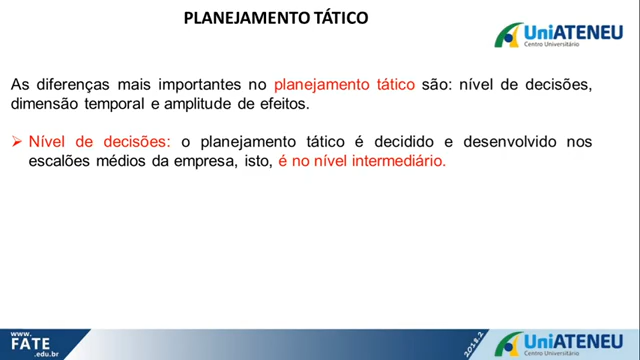 PLANEJAMENTO TÁTICO
UniATENEU
Centro Universitário
As diferenças mais importantes no planejamento tático são: nível de decisões,
dimensão temporal e amplitude de efeitos.
➢ Nível de decisões: o planejamento tático é decidido e desenvolvido nos
escalões médios da empresa, isto, é no nível intermediário.
www.
FATE
.edu.br
2018.2
UniATENEU
Centro Universitário